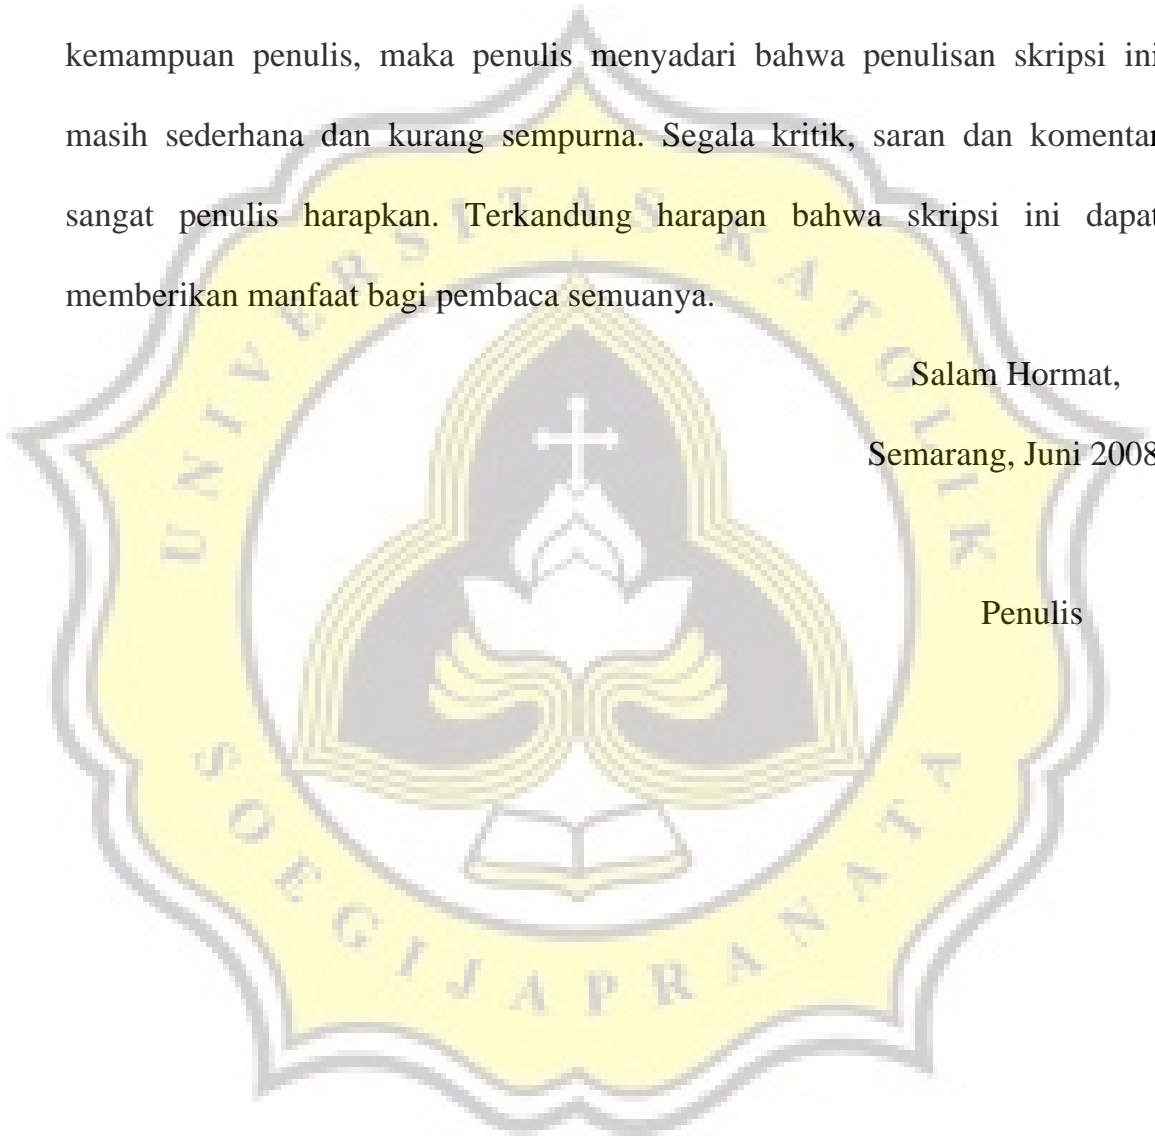 kemampuan penulis, maka penulis menyadari bahwa penulisan skripsi ini
masih sederhana dan kurang sempurna. Segala kritik, saran dan komentar
sangat penulis harapkan. Terkandung harapan bahwa skripsi ini dapat
memberikan manfaat bagi pembaca semuanya.
Salam Hormat,
Semarang, Juni 2008
Penulis
UNIVERSITAS KATOLIK
SOEGIJAPRANATA